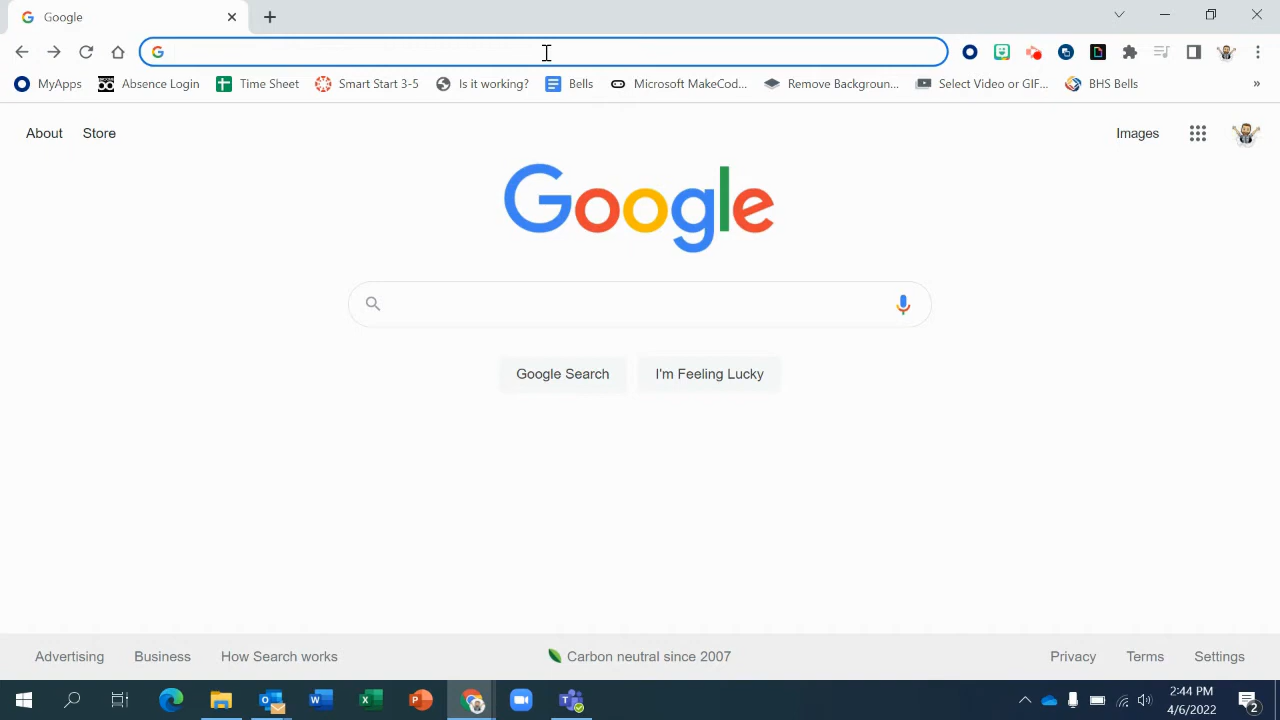 Google
MyApps Absence Login Time Sheet Smart Start 3-5 Is it working? Bells Microsoft MakeCod... Remove Backgroun... Select Video or GIF... BHS Bells »
About Store Images
Google
Google Search I'm Feeling Lucky
Advertising Business How Search works Carbon neutral since 2007 Privacy Terms Settings
2:44 PM
4/6/2022
2